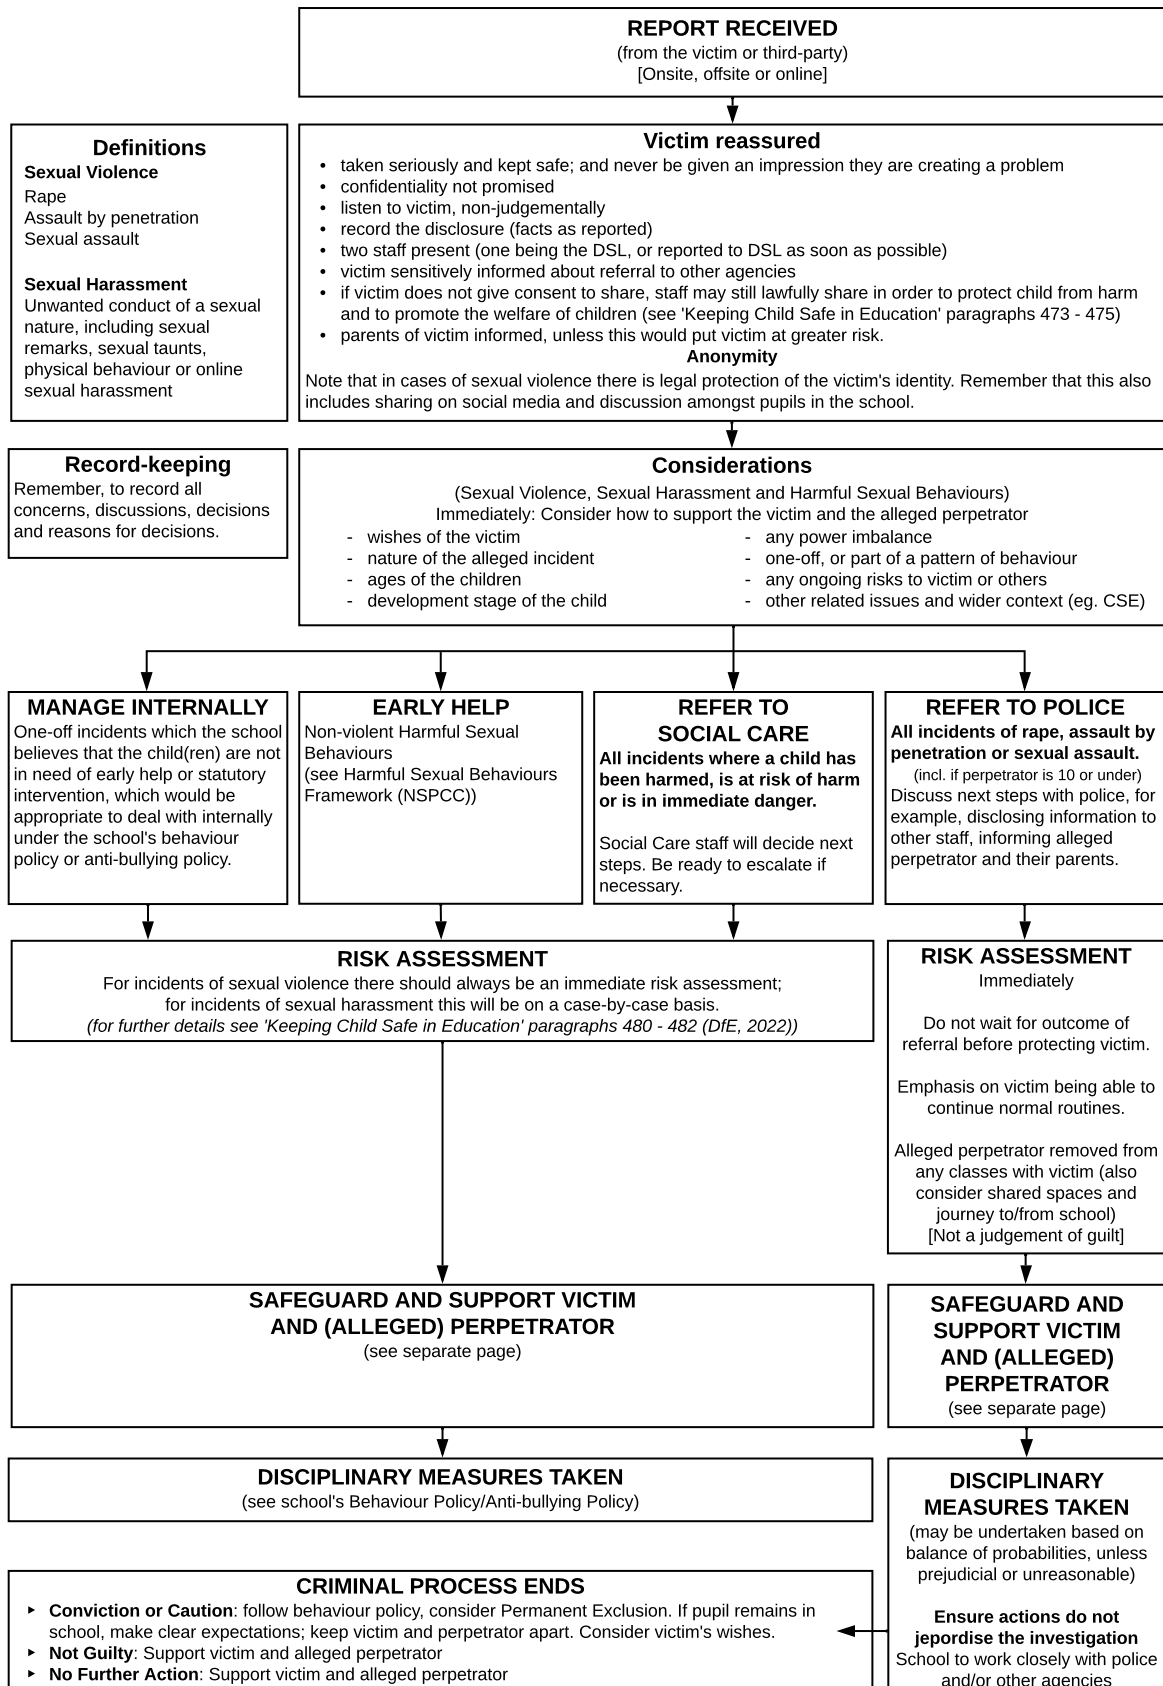 REPORT RECEIVED
(from the victim or third-party)
[Onsite, offsite or online]
Definitions
Sexual Violence
Rape
Assault by penetration
Sexual assault
Sexual Harassment
Unwanted conduct of a sexual
nature, including sexual
remarks, sexual taunts,
physical behaviour or online
sexual harassment
Victim reassured
• taken seriously and kept safe; and never be given an impression they are creating a problem
• confidentiality not promised
• listen to victim, non-judgementally
• record the disclosure (facts as reported)
• two staff present (one being the DSL, or reported to DSL as soon as possible)
• victim sensitively informed about referral to other agencies
• if victim does not give consent to share, staff may still lawfully share in order to protect child from harm
and to promote the welfare of children (see 'Keeping Child Safe in Education' paragraphs 473 - 475)
• parents of victim informed, unless this would put victim at greater risk.
Anonymity
Note that in cases of sexual violence there is legal protection of the victim's identity. Remember that this also
includes sharing on social media and discussion amongst pupils in the school.
Record-keeping
Remember, to record all
concerns, discussions, decisions
and reasons for decisions.
Considerations
(Sexual Violence, Sexual Harassment and Harmful Sexual Behaviours)
Immediately: Consider how to support the victim and the alleged perpetrator
- wishes of the victim
- nature of the alleged incident
- ages of the children
- development stage of the child
- any power imbalance
- one-off, or part of a pattern of behaviour
- any ongoing risks to victim or others
- other related issues and wider context (eg. CSE)
MANAGE INTERNALLY
One-off incidents which the school
believes that the child(ren) are not
in need of early help or statutory
intervention, which would be
appropriate to deal with internally
under the school's behaviour
policy or anti-bullying policy.
EARLY HELP
Non-violent Harmful Sexual
Behaviours
(see Harmful Sexual Behaviours
Framework (NSPCC))
REFER TO
SOCIAL CARE
All incidents where a child has
been harmed, is at risk of harm
or is in immediate danger.
Social Care staff will decide next
steps. Be ready to escalate if
necessary.
REFER TO POLICE
All incidents of rape, assault by
penetration or sexual assault.
(incl. if perpetrator is 10 or under)
Discuss next steps with police, for
example, disclosing information to
other staff, informing alleged
perpetrator and their parents.
RISK ASSESSMENT
For incidents of sexual violence there should always be an immediate risk assessment;
for incidents of sexual harassment this will be on a case-by-case basis.
(for further details see 'Keeping Child Safe in Education' paragraphs 480 - 482 (DfE, 2022))
RISK ASSESSMENT
Immediately
Do not wait for outcome of
referral before protecting victim.
Emphasis on victim being able to
continue normal routines.
Alleged perpetrator removed from
any classes with victim (also
consider shared spaces and
journey to/from school)
[Not a judgement of guilt]
SAFEGUARD AND SUPPORT VICTIM
AND (ALLEGED) PERPETRATOR
(see separate page)
SAFEGUARD AND
SUPPORT VICTIM
AND (ALLEGED)
PERPETRATOR
(see separate page)
DISCIPLINARY MEASURES TAKEN
(see school's Behaviour Policy/Anti-bullying Policy)
DISCIPLINARY
MEASURES TAKEN
(may be undertaken based on
balance of probabilities, unless
prejudicial or unreasonable)
Ensure actions do not
jepordise the investigation
School to work closely with police
and/or other agencies
CRIMINAL PROCESS ENDS
‣ Conviction or Caution: follow behaviour policy, consider Permanent Exclusion. If pupil remains in
school, make clear expectations; keep victim and perpetrator apart. Consider victim's wishes.
‣ Not Guilty: Support victim and alleged perpetrator
‣ No Further Action: Support victim and alleged perpetrator